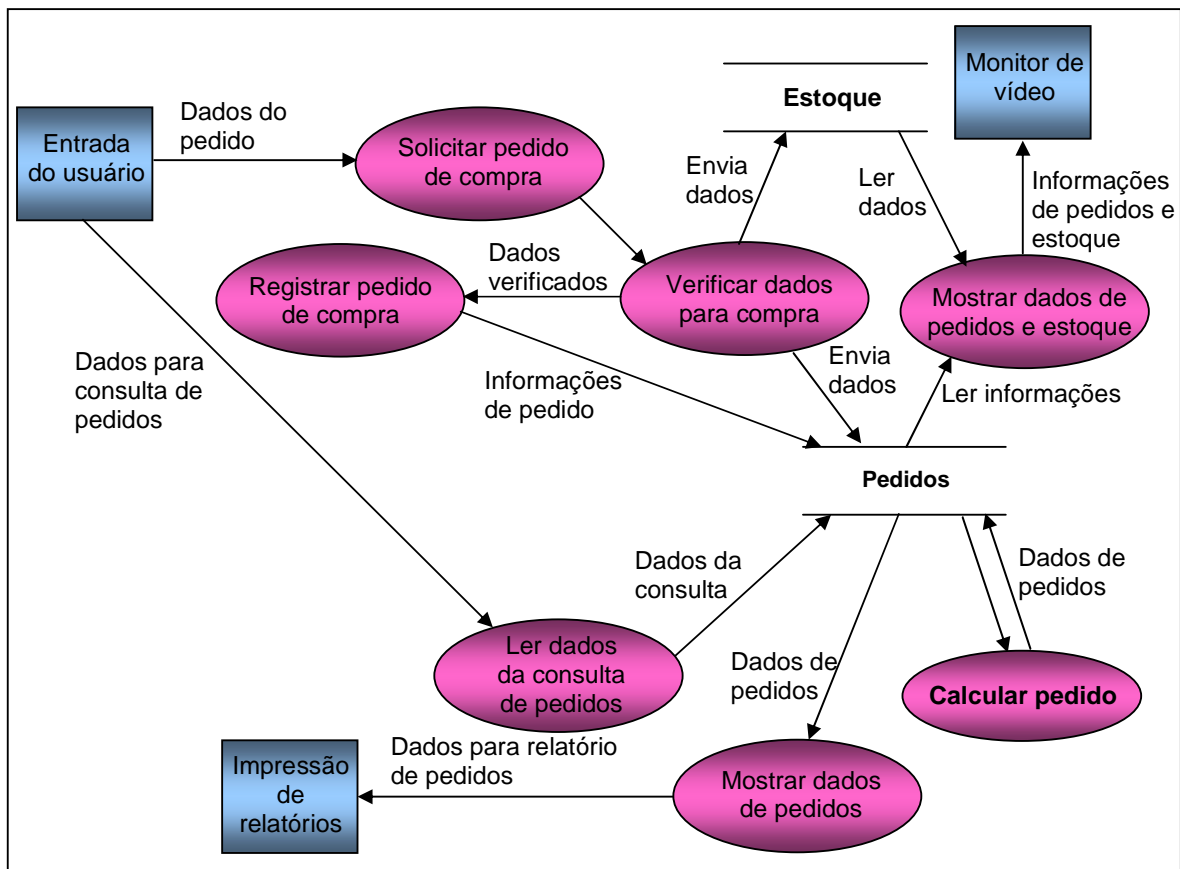 Monitor de
vídeo
Estoque
Dados do
pedido
Entrada
do usuário
Solicitar pedido
de compra
Envia
dados
Ler
dados
Informações
de pedidos e
estoque
Dados
verificados
Registrar pedido
de compra
Verificar dados
para compra
Mostrar dados de
pedidos e estoque
Dados para
consulta de
pedidos
Informações
de pedido
Envia
dados
Ler informações
Pedidos
Dados da
consulta
Dados de
pedidos
Ler dados
da consulta
de pedidos
Dados de
pedidos
Calcular pedido
Dados para relatório
de pedidos
Impressão
de
relatórios
Mostrar dados
de pedidos